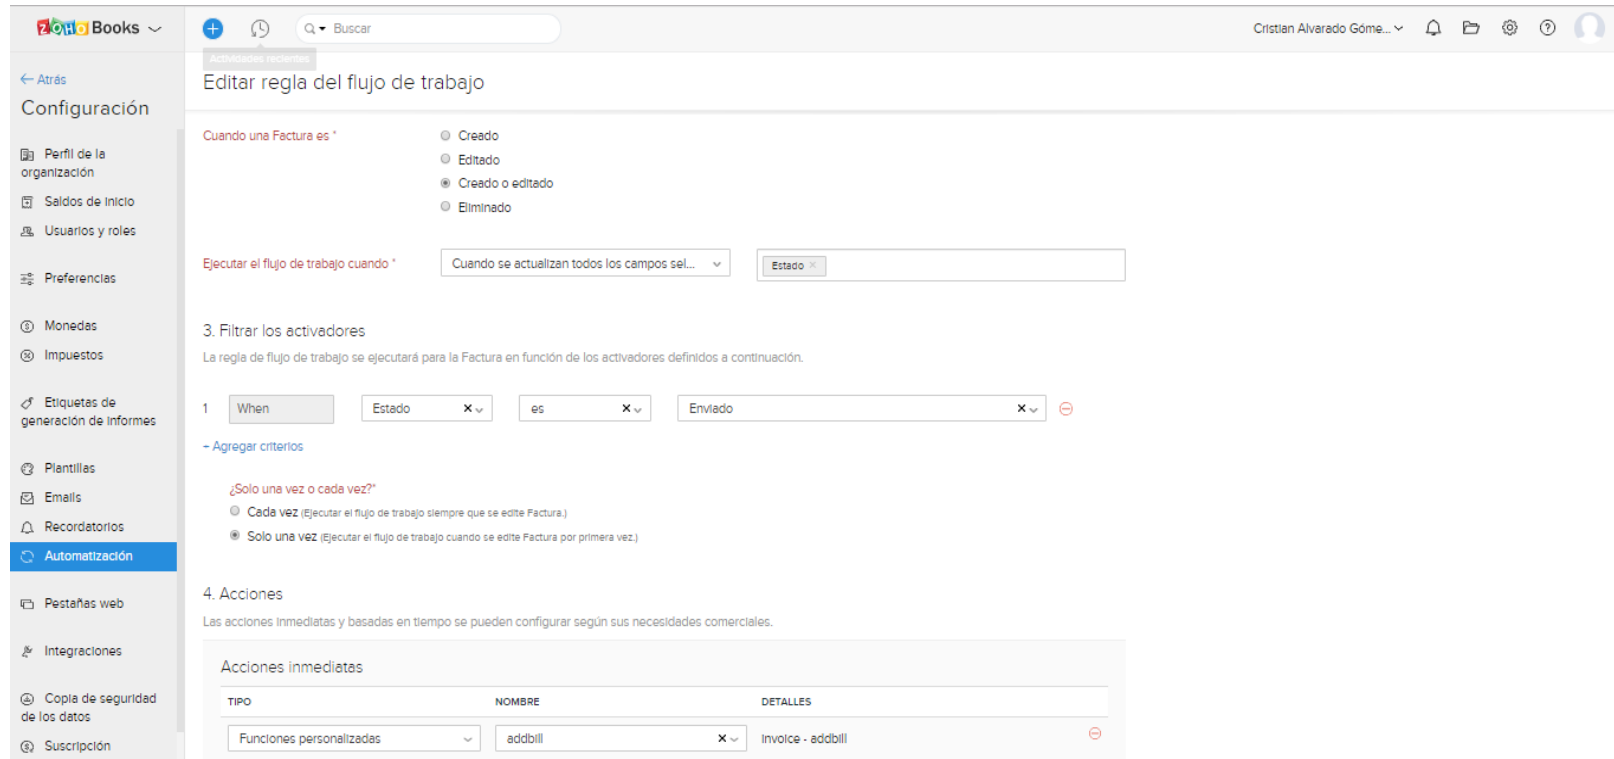 ZOHO Books
Buscar
Cristian Alvarado Góme...
Actividades recientes
Atrás
Configuración
Perfil de la
organización
Saldos de inicio
Usuarios y roles
Preferencias
Monedas
Impuestos
Etiquetas de
generación de informes
Plantillas
Emails
Recordatorios
Automatización
Pestañas web
Integraciones
Copia de seguridad
de los datos
Suscripción
Editar regla del flujo de trabajo
Cuando una Factura es *
Creado
Editado
Creado o editado
Eliminado
Ejecutar el flujo de trabajo cuando * Cuando se actualizan todos los campos sel... Estado ×
3. Filtrar los activadores
La regla de flujo de trabajo se ejecutará para la Factura en función de los activadores definidos a continuación.
1 When Estado es Enviado
+ Agregar criterios
¿Solo una vez o cada vez?*
Cada vez (Ejecutar el flujo de trabajo siempre que se edite Factura.)
Solo una vez (Ejecutar el flujo de trabajo cuando se edite Factura por primera vez.)
4. Acciones
Las acciones inmediatas y basadas en tiempo se pueden configurar según sus necesidades comerciales.
Acciones inmediatas
TIPO NOMBRE DETALLES
Funciones personalizadas addbill Invoice - addbill